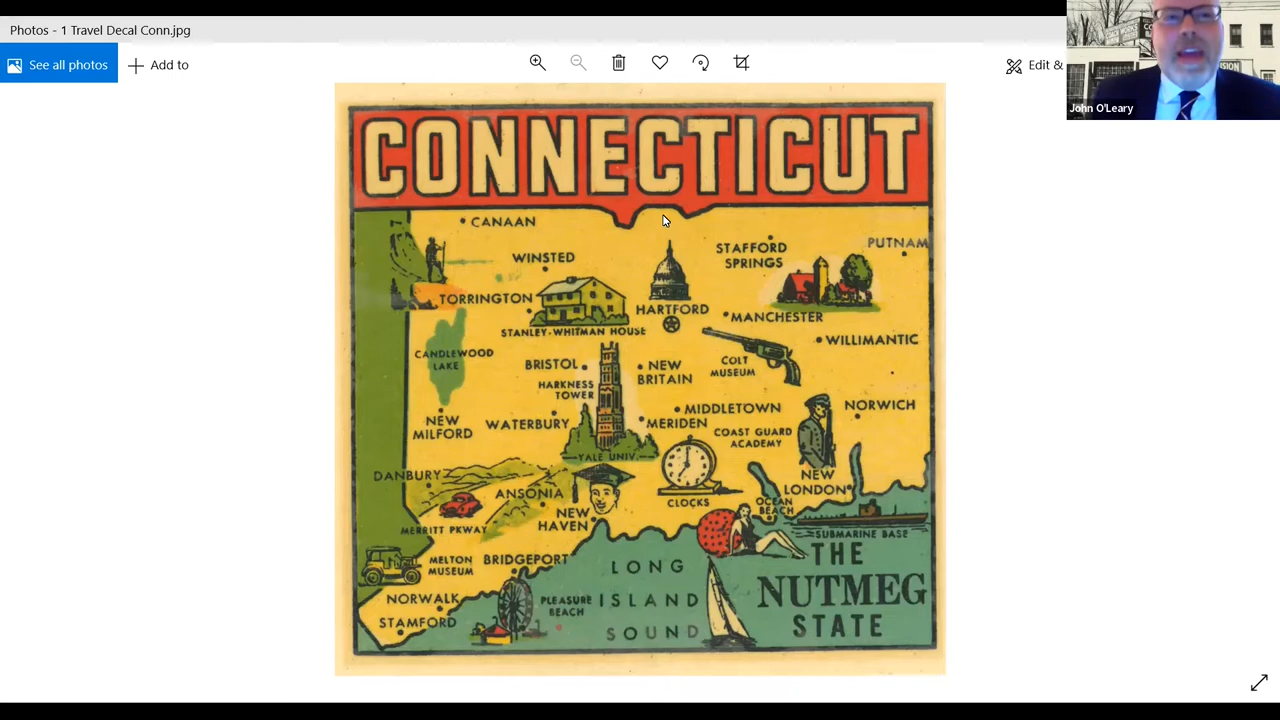 Photos - 1 Travel Decal Conn.jpg
See all photos
Add to
Edit &
John O'Leary
CONNECTICUT
CANAAN
WINSTED
STAFFORD
SPRINGS
PUTNAM
TORRINGTON
HARTFORD
MANCHESTER
STANLEY-WHITMAN HOUSE
WILLIMANTIC
CANDLEWOOD
LAKE
BRISTOL
NEW
BRITAIN
COLT
MUSEUM
HARKNESS
TOWER
NEW
MILFORD
WATERBURY
MIDDLETOWN
MERIDEN
NORWICH
COAST GUARD
ACADEMY
YALE UNIV.
DANBURY
ANSONIA
CLOCKS
NEW
LONDON
OCEAN
BEACH
NEW
HAVEN
MERRITT PKWAY
SUBMARINE BASE
MELTON
MUSEUM
BRIDGEPORT
LONG
ISLAND
SOUND
THE
NUTMEG
STATE
NORWALK
PLEASURE
BEACH
STAMFORD